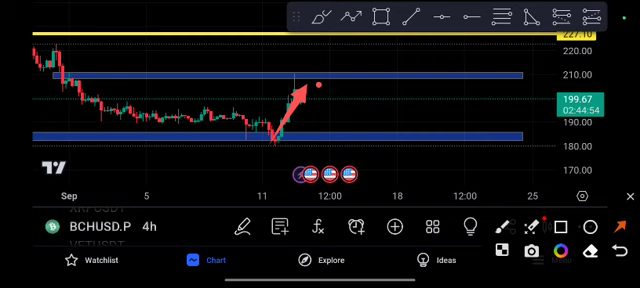 227.10
220.00
210.00
199.67
02:44:54
190.00
180.00
170.00
Sep 5 11 12:00 18 12:00 25
BCHUSD.P 4h
Watchlist Chart Explore Ideas